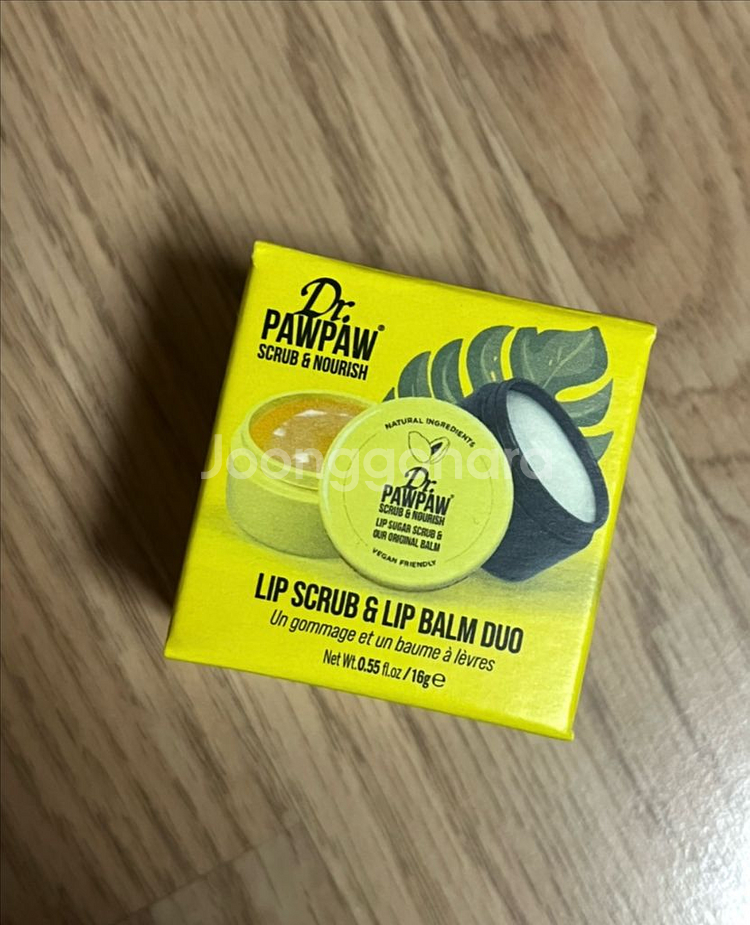 Dr.
PAWPAW®
SCRUB & NOURISH
NATURAL INGREDIENTS
Dr.
PAWPAW®
SCRUB & NOURISH
LIP SUGAR SCRUB &
OUR ORIGINAL BALM
VEGAN FRIENDLY
Joonggonara
LIP SCRUB & LIP BALM DUO
Un gommage et un baume à lèvres
Net Wt.0.55 fl.oz/16g℮